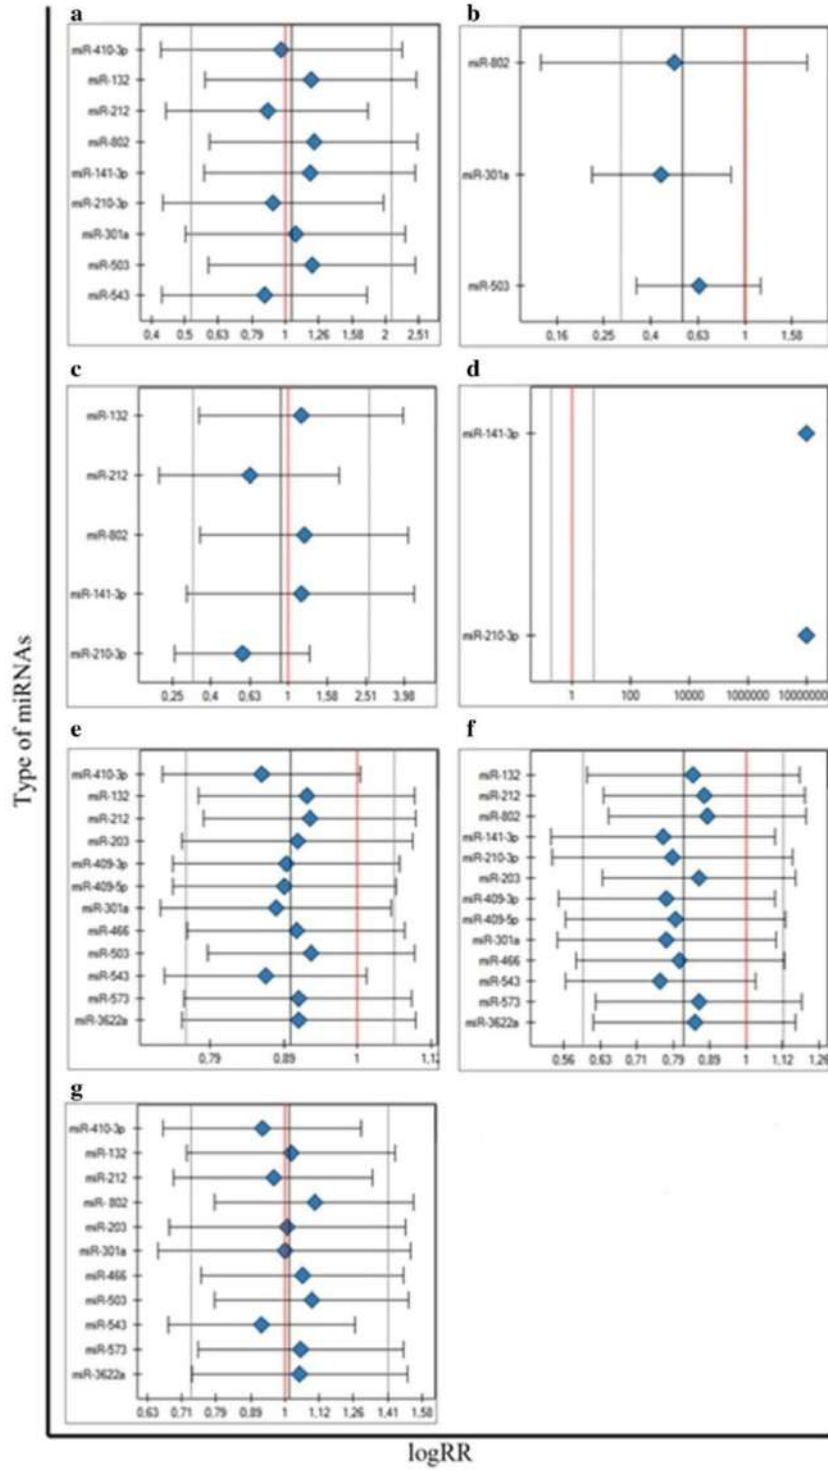 a
miR-410-3p
miR-132
miR-212
miR-802
miR-141-3p
miR-210-3p
miR-301a
miR-503
miR-543
0,4 0,5 0,63 0,79 1 1,26 1,58 2 2,51
b
miR-802
miR-301a
miR-503
0,16 0,25 0,4 0,63 1 1,58
c
miR-132
miR-212
miR-802
miR-141-3p
miR-210-3p
0,25 0,4 0,63 1 1,58 2,51 3,98
d
miR-141-3p
miR-210-3p
1 100 10000 1000000 10000000
e
miR-410-3p
miR-132
miR-212
miR-203
miR-409-3p
miR-409-5p
miR-301a
miR-466
miR-503
miR-543
miR-573
miR-3622a
0,79 0,89 1 1,12
f
miR-132
miR-212
miR-802
miR-141-3p
miR-210-3p
miR-203
miR-409-3p
miR-409-5p
miR-301a
miR-466
miR-543
miR-573
miR-3622a
0,56 0,63 0,71 0,79 0,89 1 1,12 1,26
g
miR-410-3p
miR-132
miR-212
miR- 802
miR-203
miR-301a
miR-466
miR-503
miR-543
miR-573
miR-3622a
0,63 0,71 0,79 0,89 1 1,12 1,26 1,41 1,58
Type of miRNAs
logRR